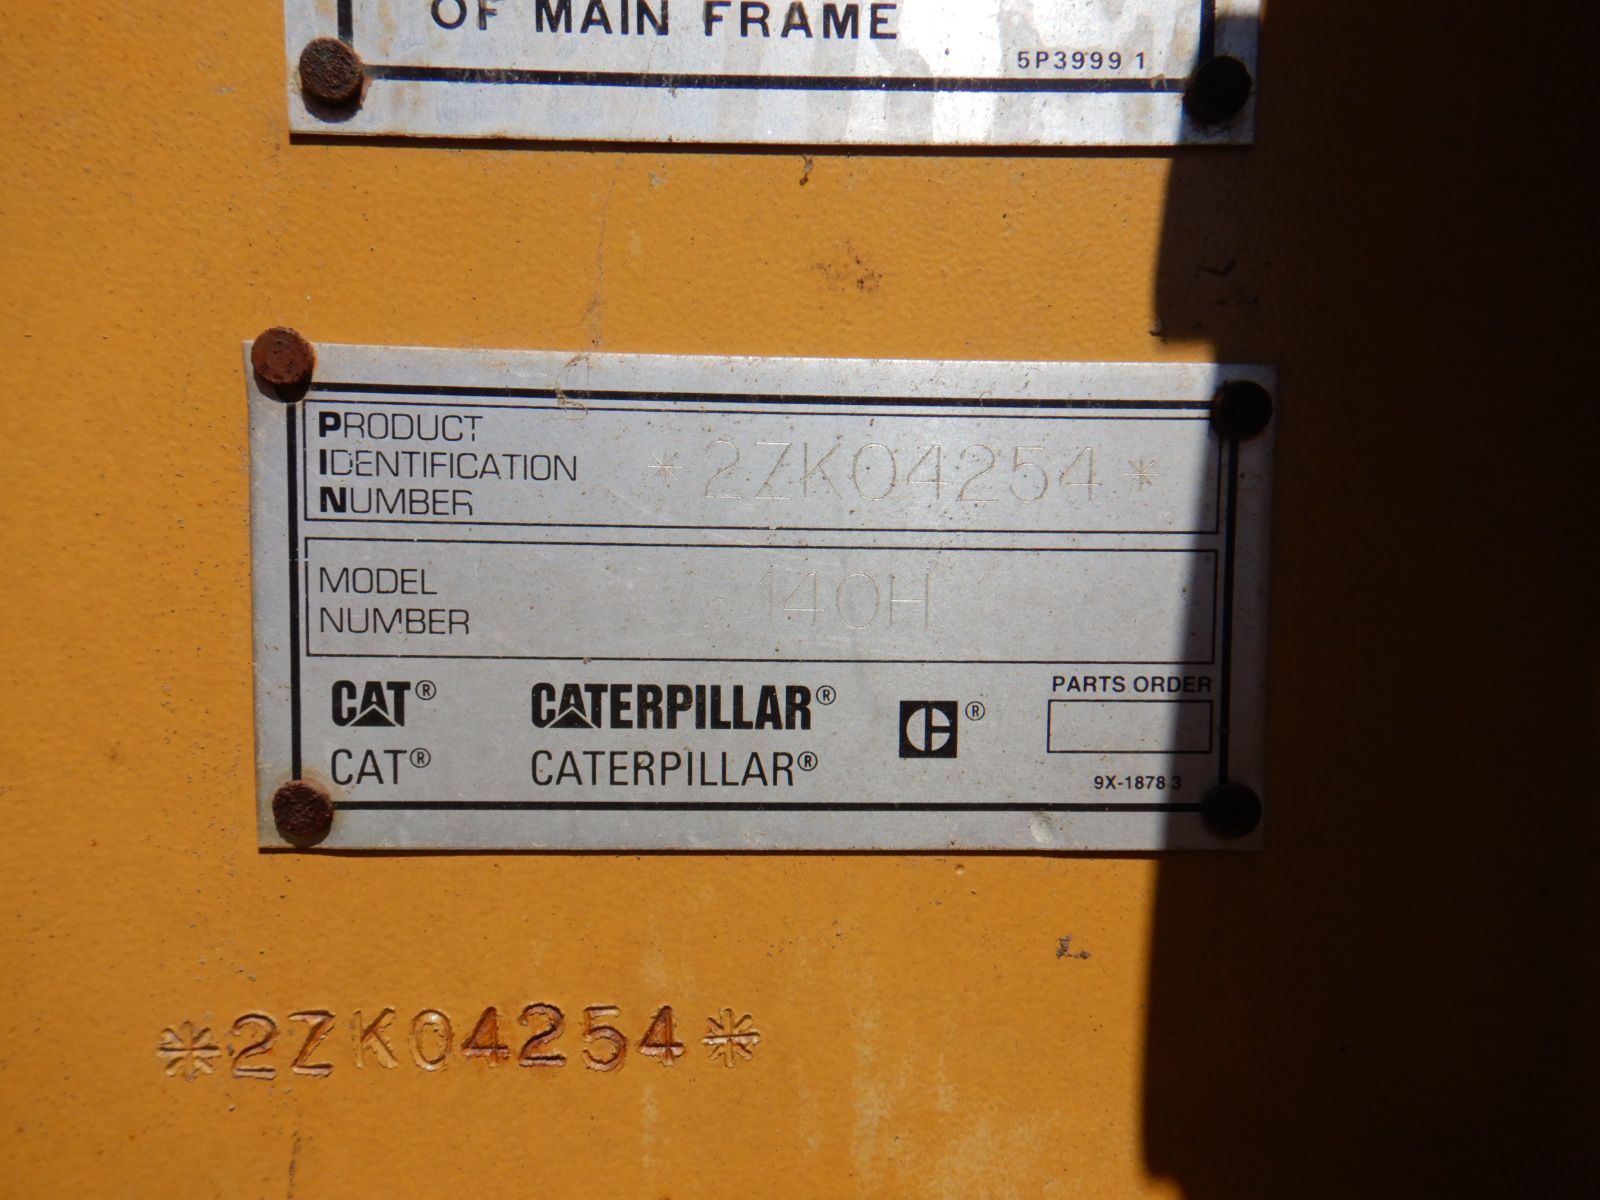 OF MAIN FRAME
5P3999 1
PRODUCT
IDENTIFICATION
NUMBER
*2ZK04254*
MODEL
NUMBER
140H
CAT® CATERPILLAR® C® PARTS ORDER
CAT® CATERPILLAR®
9X-1878 3
*2ZK04254*